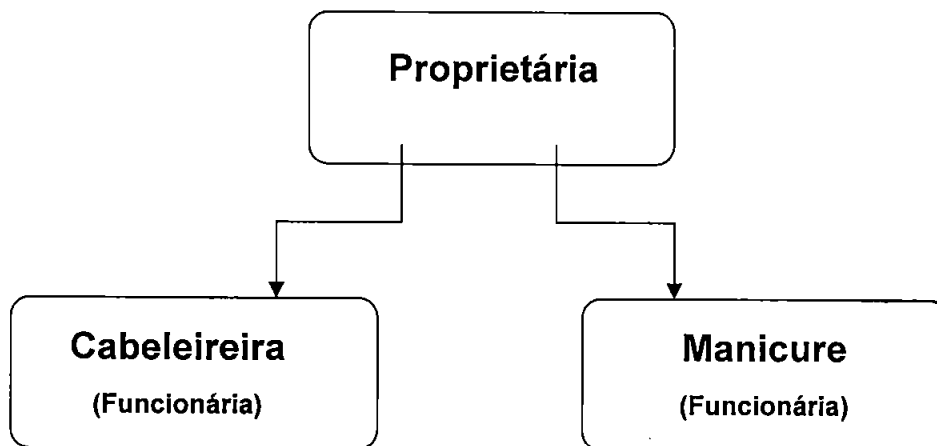 Proprietária
Cabeleireira
(Funcionária)
Manicure
(Funcionária)